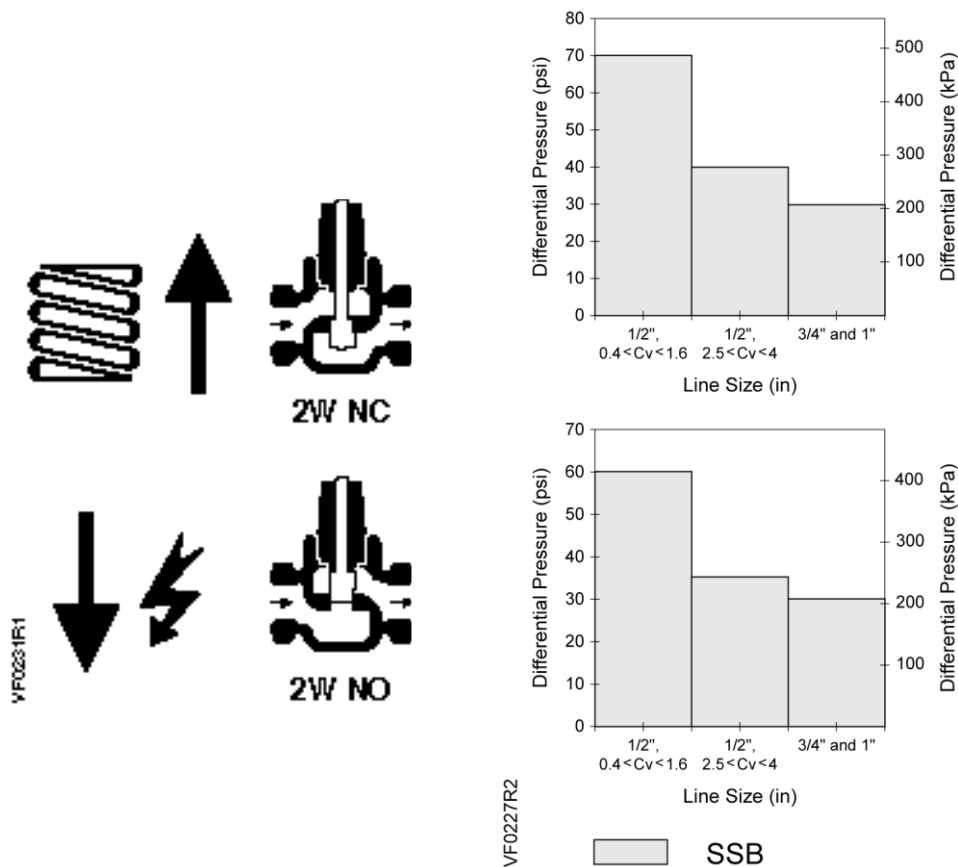 2W NC
2W NO
VF0231R1
80
70
60
50
40
30
20
10
0
Differential Pressure (psi)
500
400
300
200
100
Differential Pressure (kPa)
1/2",
0.4<Cv<1.6
1/2",
2.5<Cv<4
3/4" and 1"
Line Size (in)
70
60
50
40
30
20
10
0
Differential Pressure (psi)
400
300
200
100
Differential Pressure (kPa)
1/2",
0.4<Cv<1.6
1/2",
2.5<Cv<4
3/4" and 1"
Line Size (in)
VF0227R2
SSB